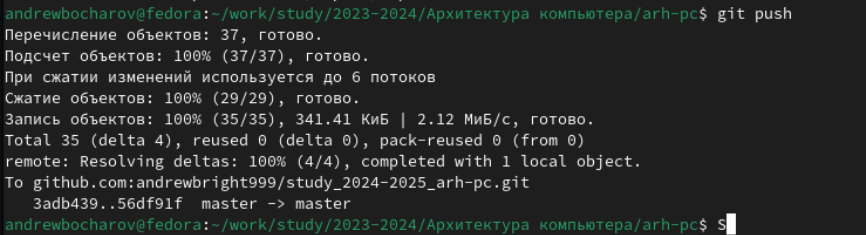 andrewbocharov@fedora:~/work/study/2023-2024/Архитектура компьютера/arh-pc$ git push
Перечисление объектов: 37, готово.
Подсчет объектов: 100% (37/37), готово.
При сжатии изменений используется до 6 потоков
Сжатие объектов: 100% (29/29), готово.
Запись объектов: 100% (35/35), 341.41 КиБ | 2.12 МиБ/с, готово.
Total 35 (delta 4), reused 0 (delta 0), pack-reused 0 (from 0)
remote: Resolving deltas: 100% (4/4), completed with 1 local object.
To github.com:andrewbright999/study_2024-2025_arh-pc.git
   3adb439..56df91f  master -> master
andrewbocharov@fedora:~/work/study/2023-2024/Архитектура компьютера/arh-pc$ S